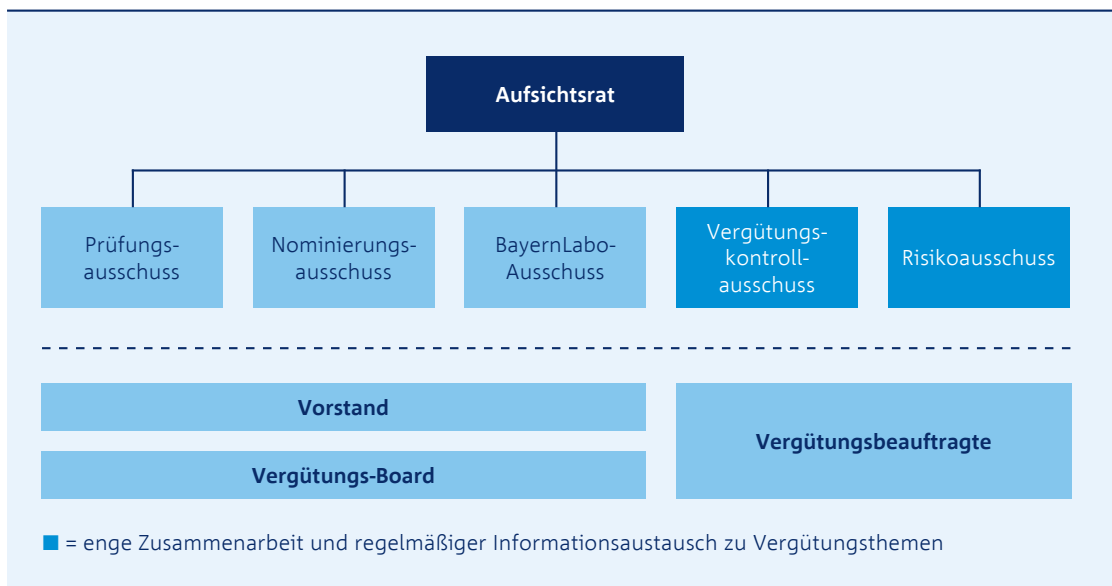 Aufsichtsrat
Prüfungs-
ausschuss
Nominierungs-
ausschuss
BayernLabo-
Ausschuss
Vergütungs-
kontroll-
ausschuss
Risikoausschuss
Vorstand
Vergütungs-Board
Vergütungsbeauftragte
= enge Zusammenarbeit und regelmäßiger Informationsaustausch zu Vergütungsthemen